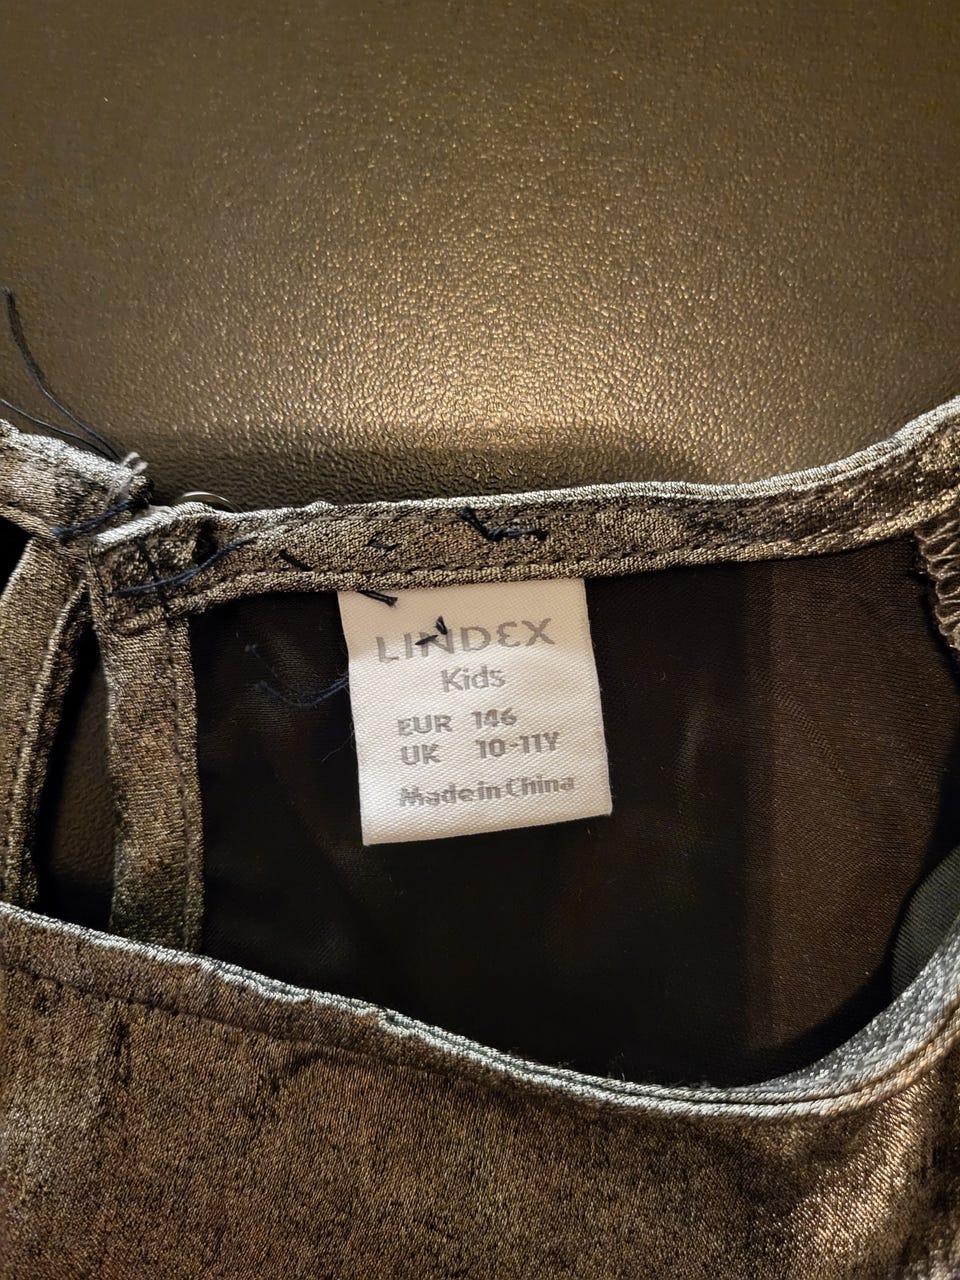 LINDEX
Kids
EUR 146
UK 10-11Y
Made in China